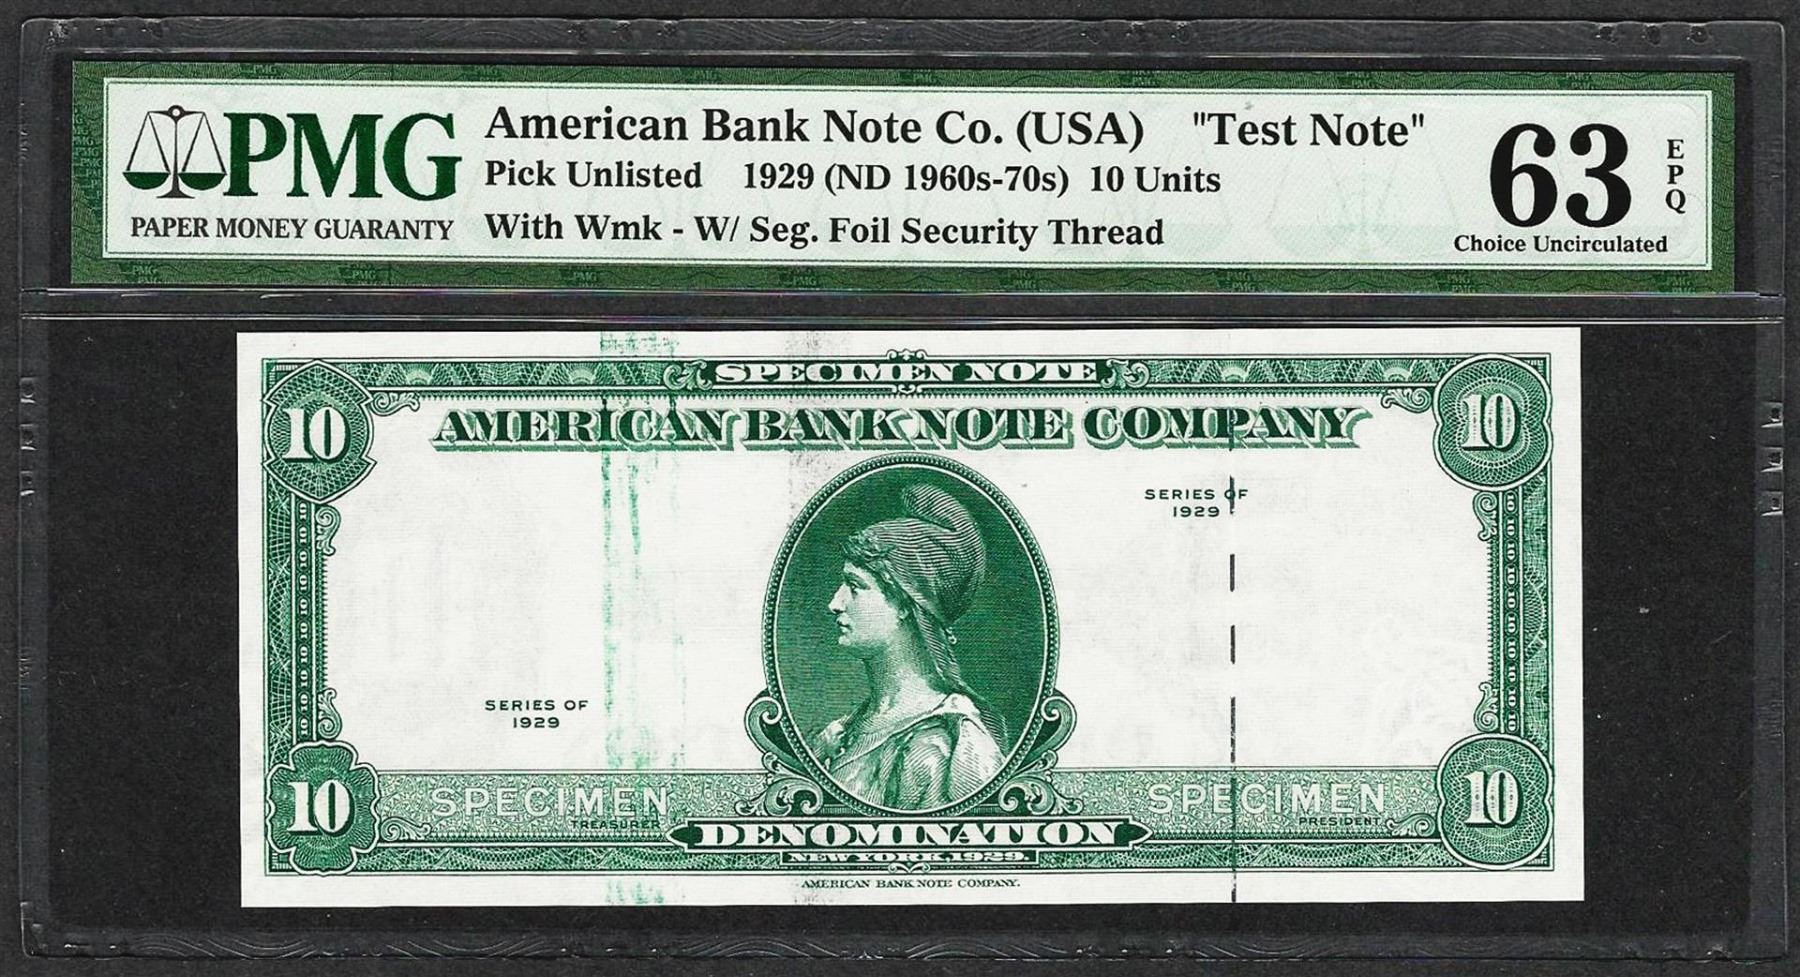 PMG
PAPER MONEY GUARANTY
American Bank Note Co. (USA) "Test Note"
Pick Unlisted 1929 (ND 1960s-70s) 10 Units
With Wmk - W/ Seg. Foil Security Thread
63
EPQ
Choice Uncirculated
SPECIMEN NOTE
10
10
AMERICAN BANK NOTE COMPANY
SERIES OF
1929
SERIES OF
1929
10
10
SPECIMEN
TREASURER
SPECIMEN
PRESIDENT
DENOMINATION
NEW YORK, 1929.
AMERICAN BANK NOTE COMPANY.